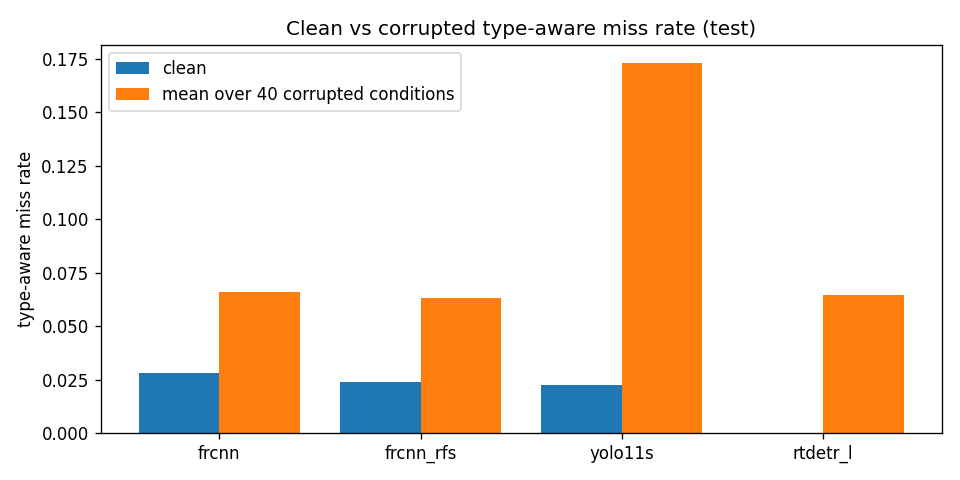 Clean vs corrupted type-aware miss rate (test)
clean
mean over 40 corrupted conditions
type-aware miss rate
0.175
0.150
0.125
0.100
0.075
0.050
0.025
0.000
frcnn
frcnn_rfs
yolo11s
rtdetr_l